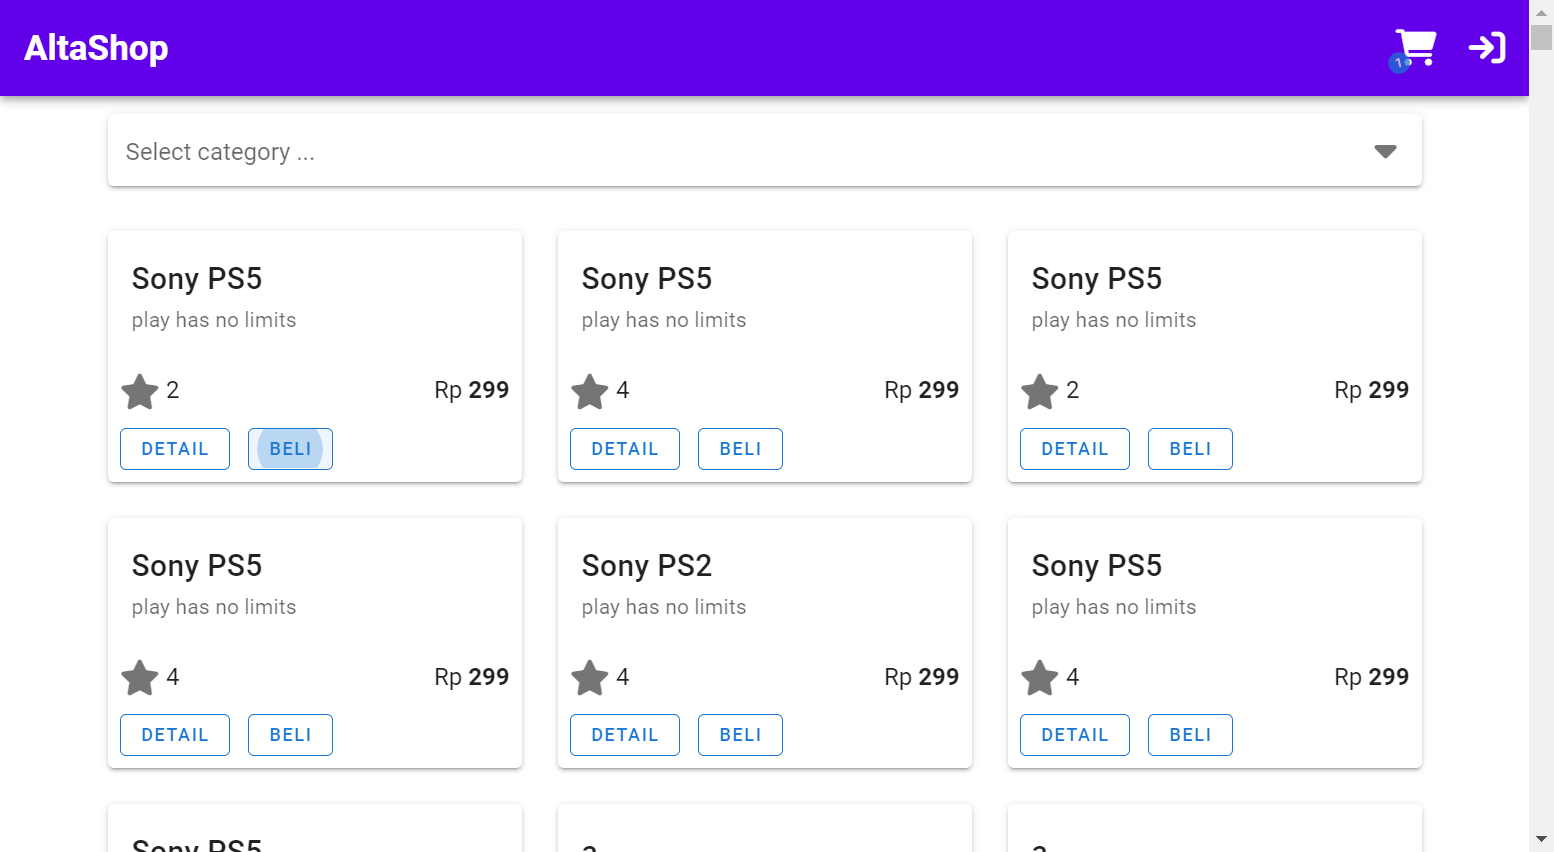 AltaShop
1
Select category ...
Sony PS5
play has no limits
2
Rp 299
DETAIL
BELI
Sony PS5
play has no limits
4
Rp 299
DETAIL
BELI
Sony PS5
play has no limits
2
Rp 299
DETAIL
BELI
Sony PS5
play has no limits
4
Rp 299
DETAIL
BELI
Sony PS2
play has no limits
4
Rp 299
DETAIL
BELI
Sony PS5
play has no limits
4
Rp 299
DETAIL
BELI
Sony PS5